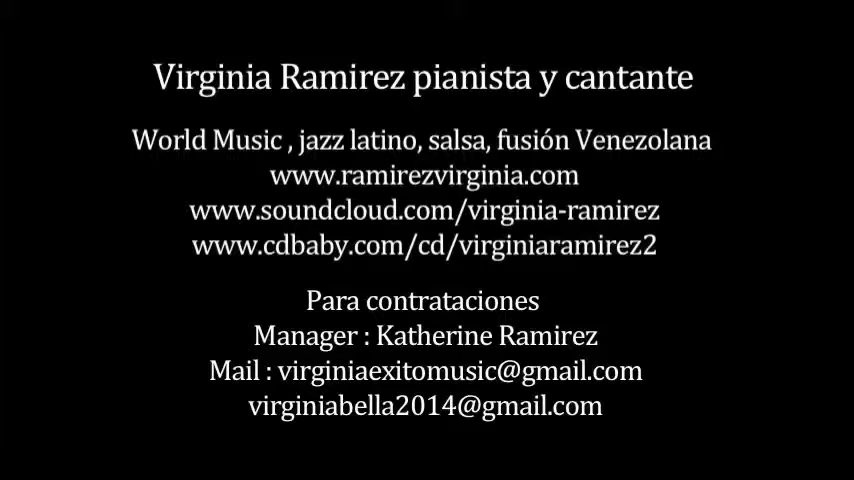 Virginia Ramirez pianista y cantante
World Music , jazz latino, salsa, fusión Venezolana
www.ramirezvirginia.com
www.soundcloud.com/virginia-ramirez
www.cdbaby.com/cd/virginiaramirez2
Para contrataciones
Manager : Katherine Ramirez
Mail : virginiaexitomusic@gmail.com
virginiabella2014@gmail.com